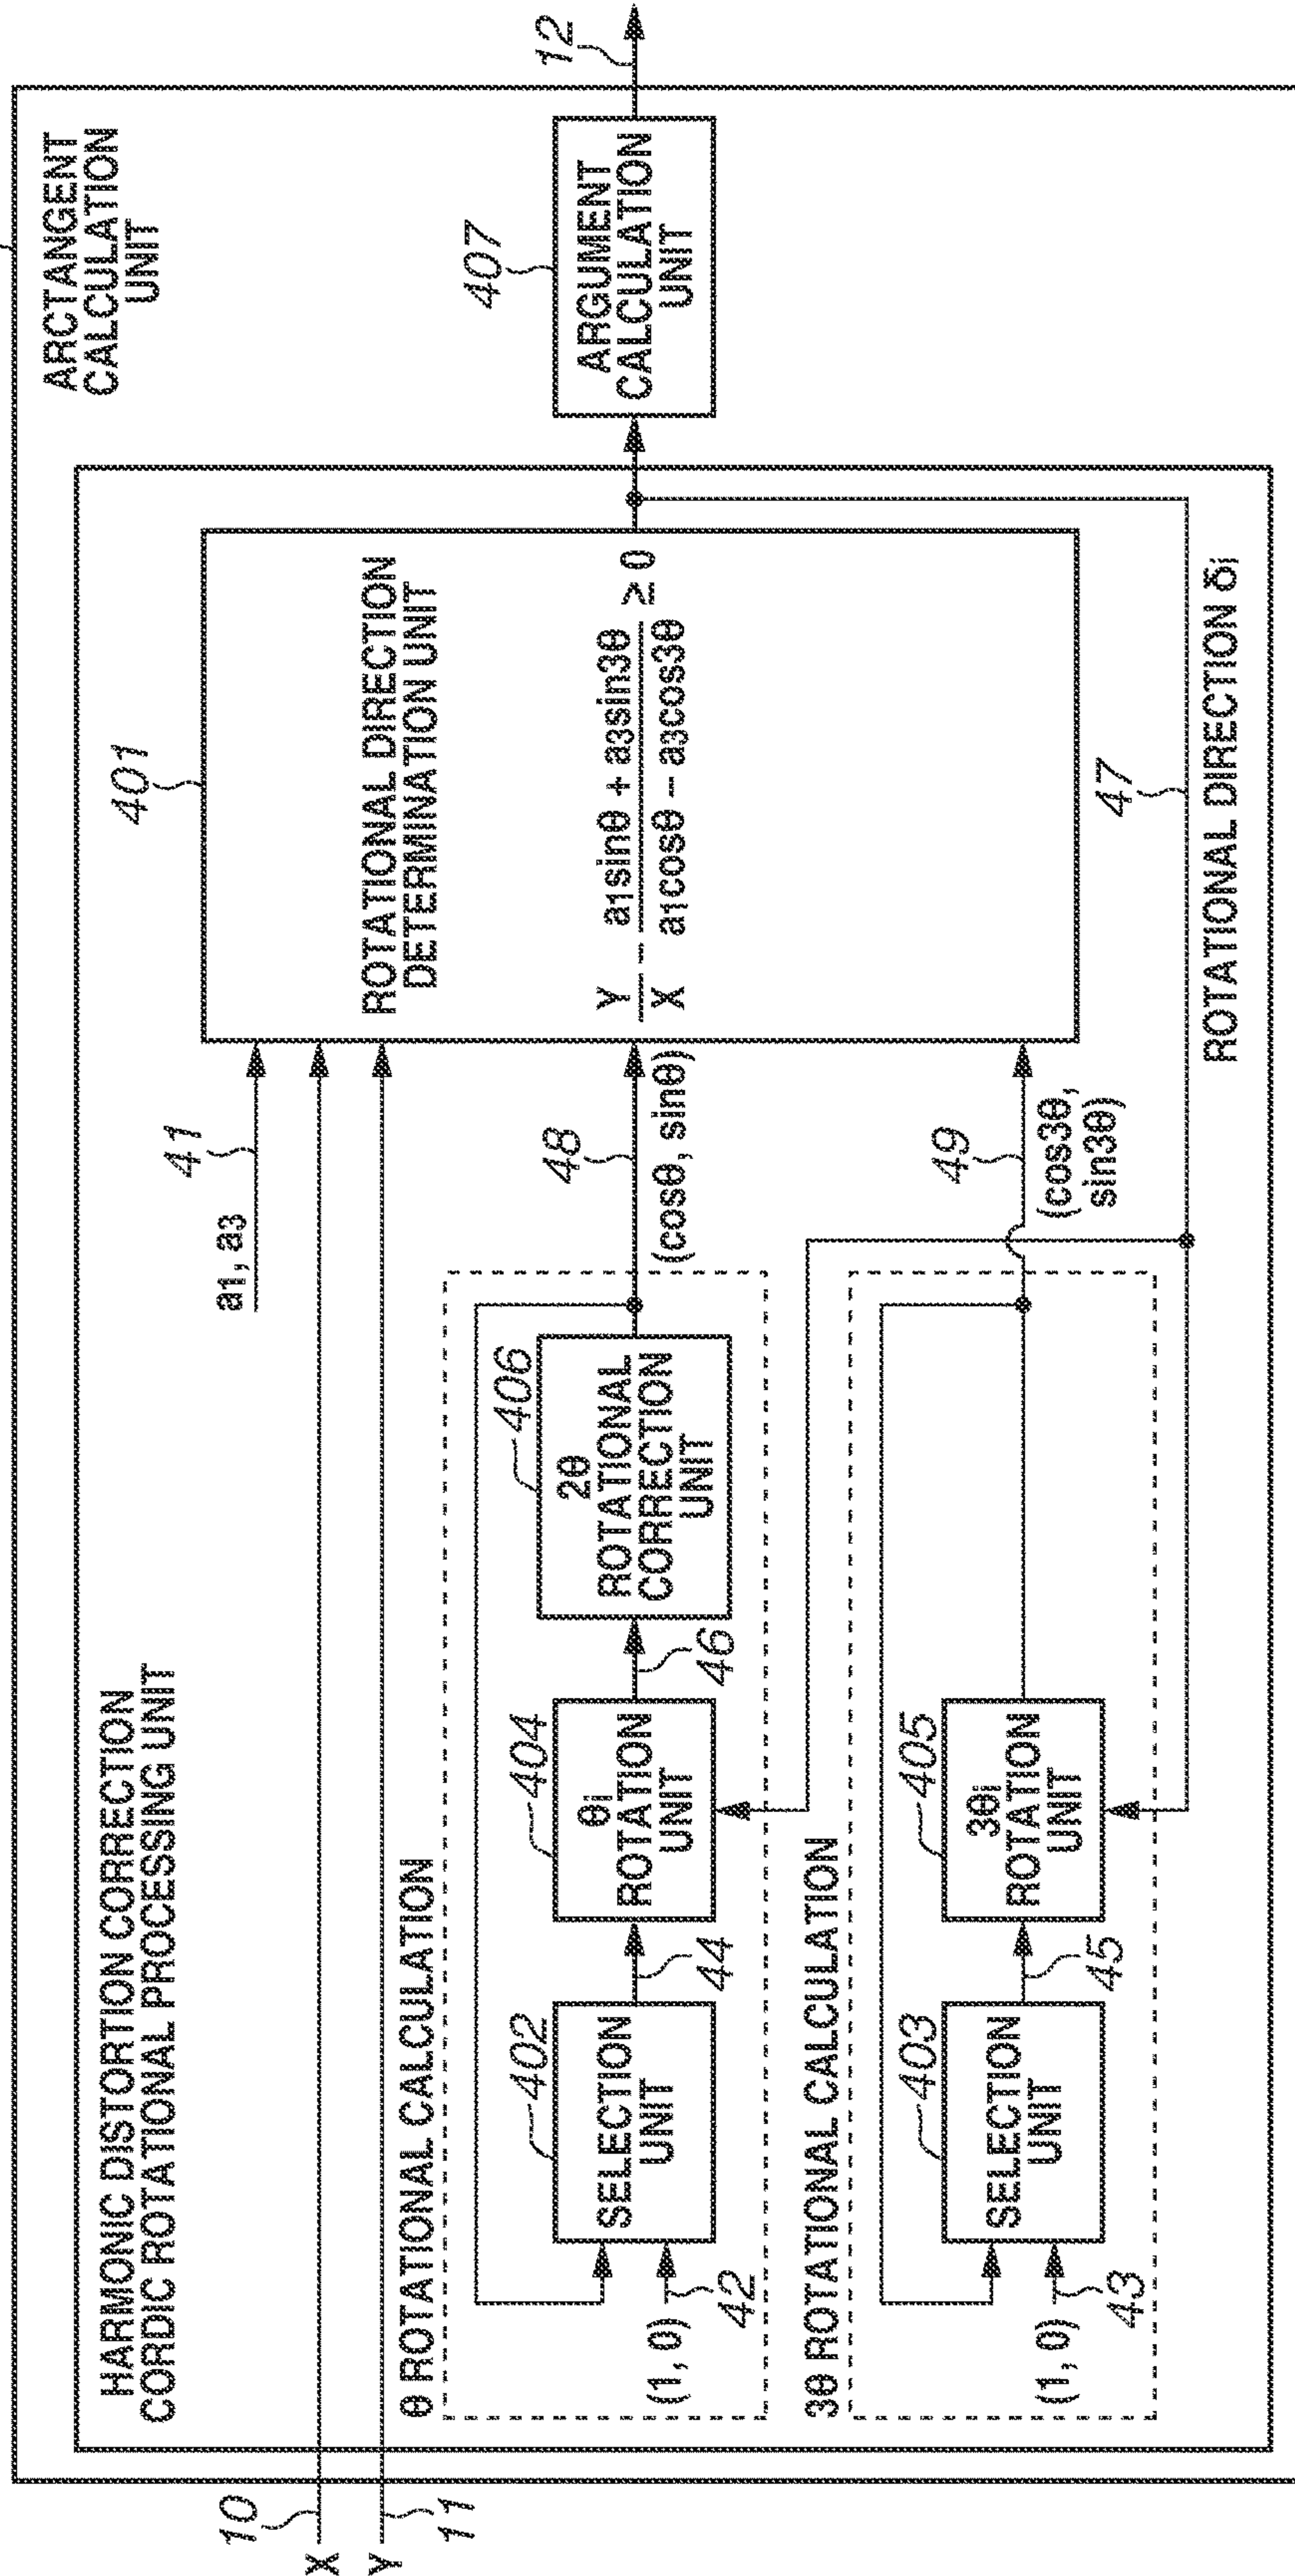 ARCTANGENT
CALCULATION
UNIT
HARMONIC DISTORTION CORRECTION
CORDIC ROTATIONAL PROCESSING UNIT
10
X
11
Y
a1, a3
41
401
ROTATIONAL DIRECTION
DETERMINATION UNIT
Y/X - (a1sinθ + a3sin3θ)/(a1cosθ - a3cos3θ) ≥ 0
407
ARGUMENT
CALCULATION
UNIT
12
θ ROTATIONAL CALCULATION
402
SELECTION
UNIT
(1, 0)
42
44
404
θi
ROTATION
UNIT
46
406
2θ
ROTATIONAL
CORRECTION
UNIT
48
(cosθ, sinθ)
3θ ROTATIONAL CALCULATION
403
SELECTION
UNIT
(1, 0)
43
45
405
3θi
ROTATION
UNIT
49
(cos3θ,
sin3θ)
47
ROTATIONAL DIRECTION δi